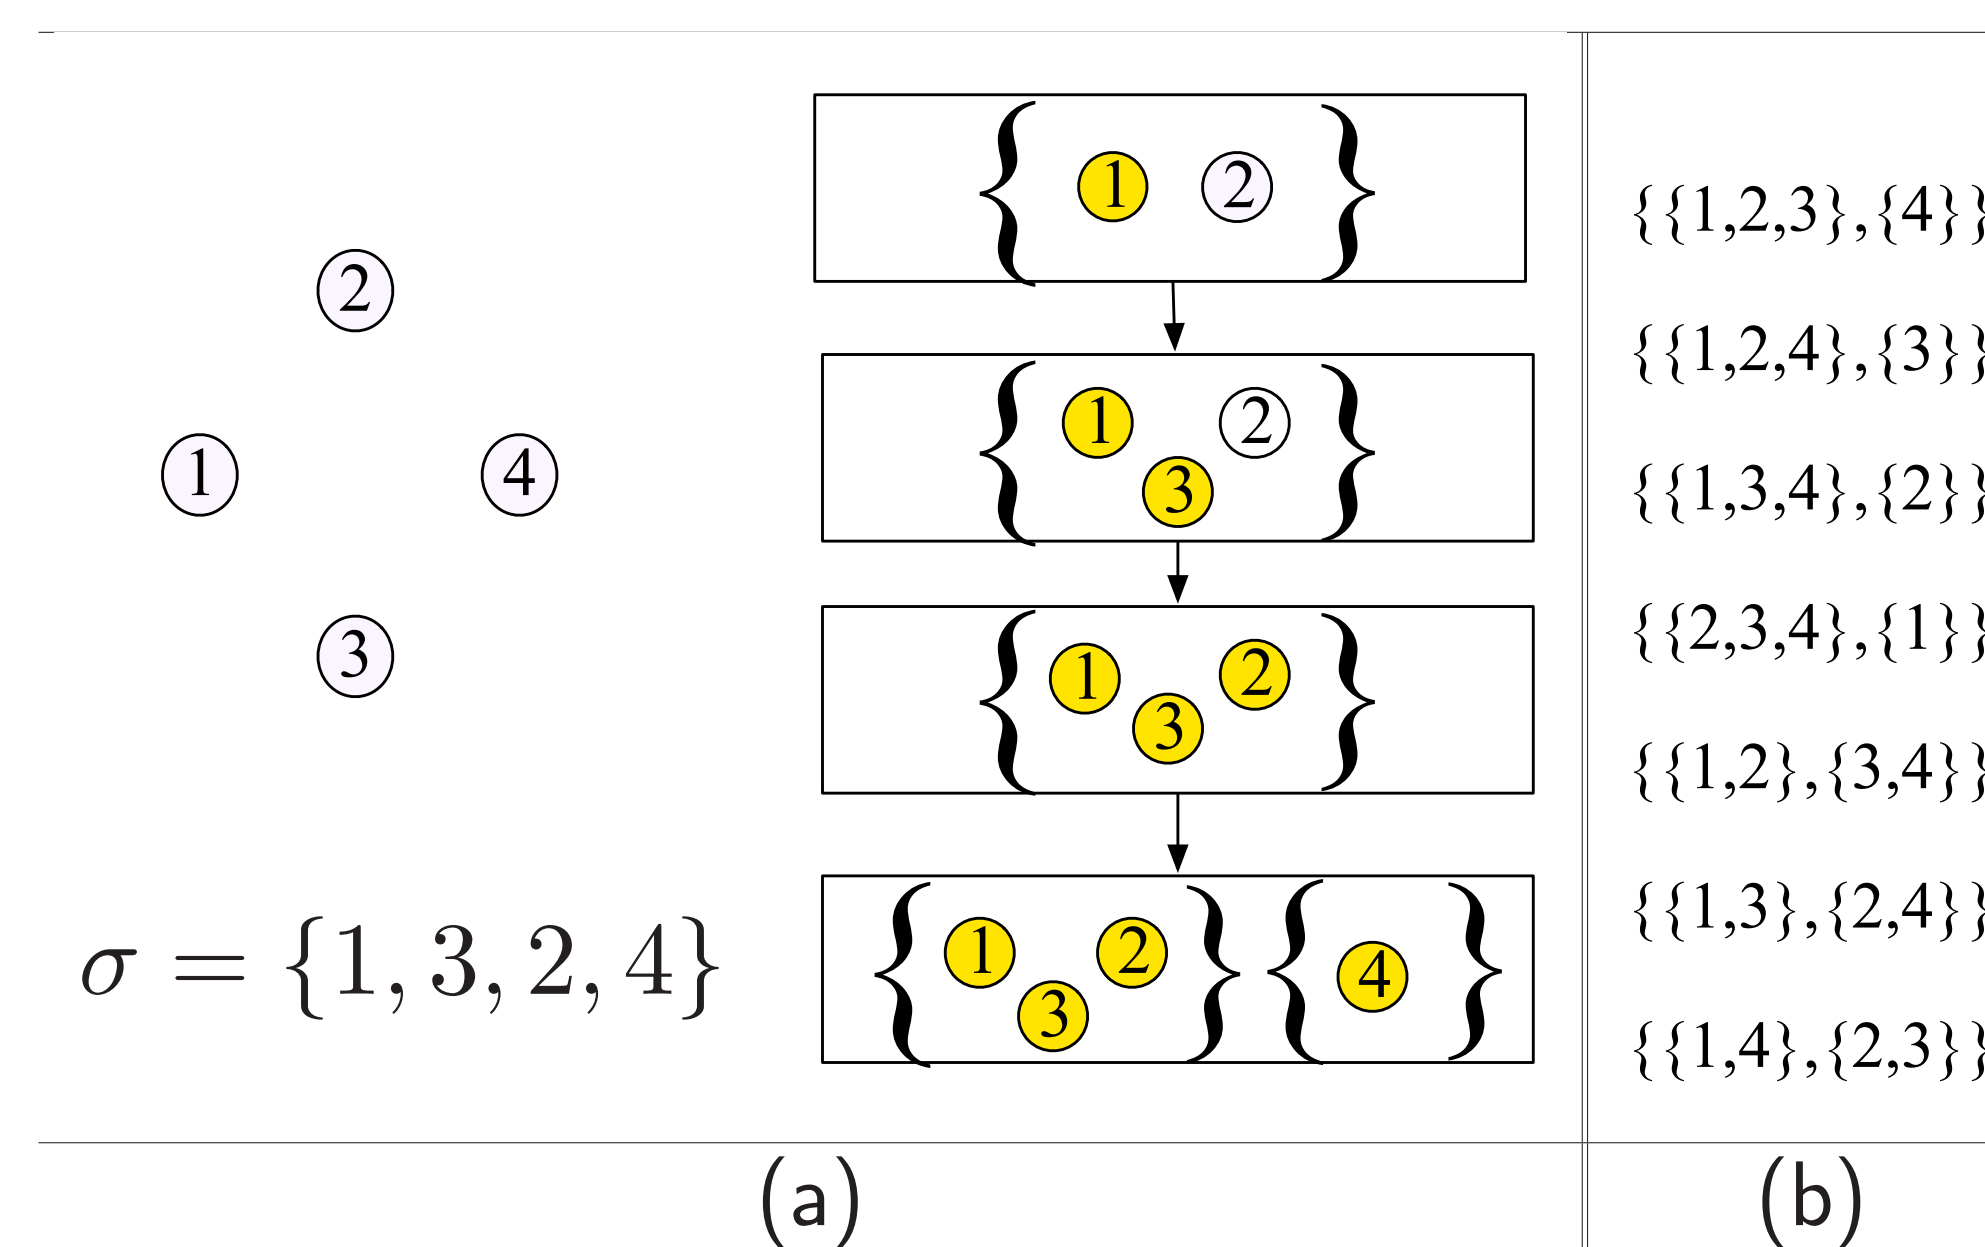 2
1 4
3
σ = {1, 3, 2, 4}
{ 1 2 }
{ 1 2
3 }
{ 1 2
3 }
{ 1 2
3 } { 4 }
(a)
{{1,2,3},{4}}
{{1,2,4},{3}}
{{1,3,4},{2}}
{{2,3,4},{1}}
{{1,2},{3,4}}
{{1,3},{2,4}}
{{1,4},{2,3}}
(b)